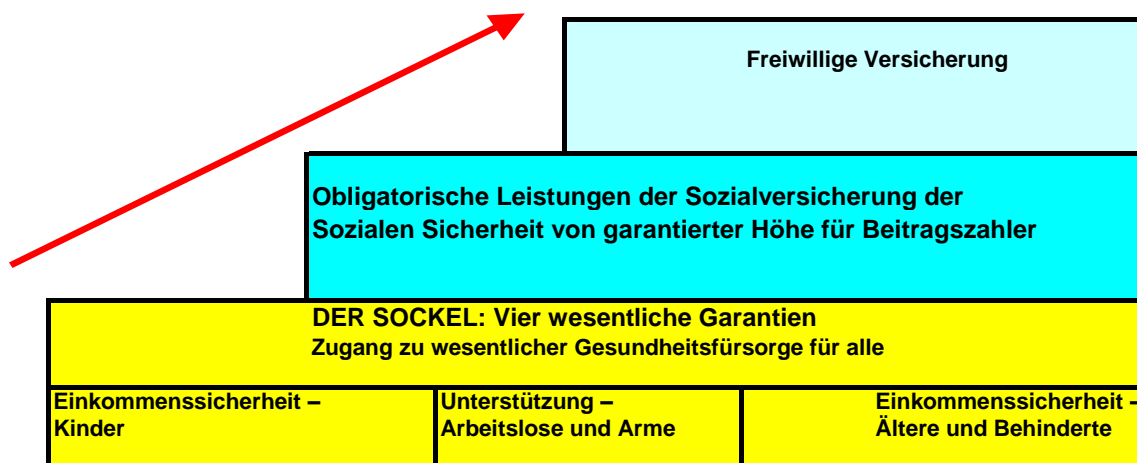 Freiwillige Versicherung
Obligatorische Leistungen der Sozialversicherung der
Sozialen Sicherheit von garantierter Höhe für Beitragszahler
DER SOCKEL: Vier wesentliche Garantien
Zugang zu wesentlicher Gesundheitsfürsorge für alle
Einkommenssicherheit –
Kinder
Unterstützung –
Arbeitslose und Arme
Einkommenssicherheit –
Ältere und Behinderte